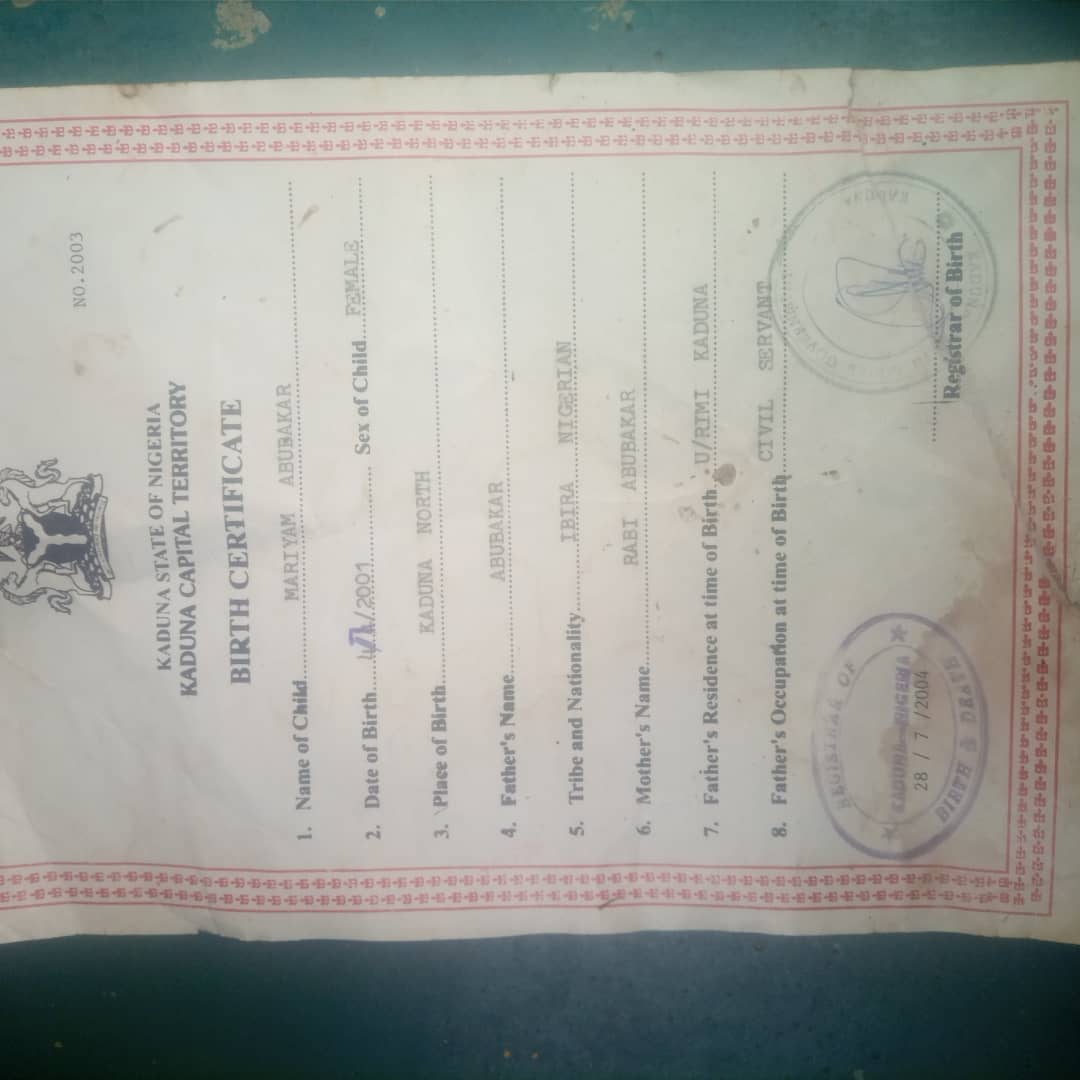 NO.2003
KADUNA STATE OF NIGERIA
KADUNA CAPITAL TERRITORY
BIRTH CERTIFICATE
1. Name of Child MARIYAM ABUBAKAR
2. Date of Birth /2001 Sex of Child FEMALE
3. Place of Birth KADUNA NORTH
4. Father's Name ABUBAKAR
5. Tribe and Nationality IBIRA NIGERIAN
6. Mother's Name RABI ABUBAKAR
7. Father's Residence at time of Birth U/RIMI KADUNA
8. Father's Occupation at time of Birth CIVIL SERVANT
REGISTRAR OF
KADUNA-NIGERIA
28 / 7 /2004
BIRTH & DEATH
KADUNA
Registrar of Birth